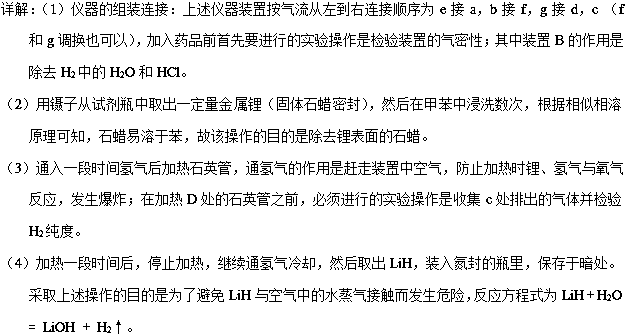 详解:（1）仪器的组装连接：上述仪器装置按气流从左到右连接顺序为 e 接 a，b 接 f，g 接 d，c （f
和 g 调换也可以），加入药品前首先要进行的实验操作是检验装置的气密性；其中装置 B 的作用是
除去 H₂中的H₂O 和 HCl。
（2）用镊子从试剂瓶中取出一定量金属锂（固体石蜡密封），然后在甲苯中浸洗数次，根据相似相溶
原理可知，石蜡易溶于苯，故该操作的目的是除去锂表面的石蜡。
（3）通入一段时间氢气后加热石英管，通氢气的作用是赶走装置中空气，防止加热时锂、氢气与氧气
反应，发生爆炸；在加热 D 处的石英管之前，必须进行的实验操作是收集 c 处排出的气体并检验
H₂纯度。
（4）加热一段时间后，停止加热，继续通氢气冷却，然后取出 LiH，装入氮封的瓶里，保存于暗处。
采取上述操作的目的是为了避免 LiH 与空气中的水蒸气接触而发生危险，反应方程式为 LiH + H₂O
= LiOH + H₂↑。